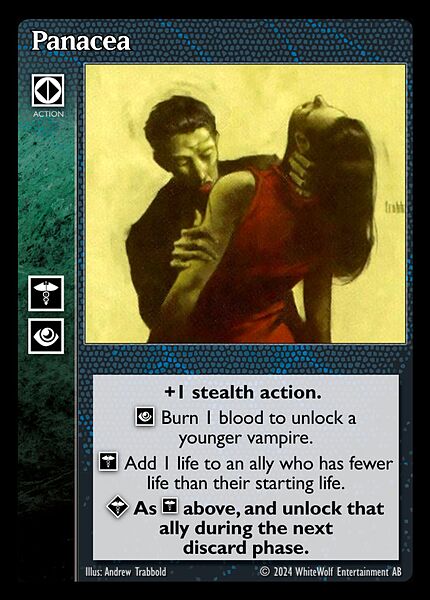 Panacea
ACTION
Trabb
+1 stealth action.
Burn 1 blood to unlock a
younger vampire.
Add 1 life to an ally who has fewer
life than their starting life.
As above, and unlock that
ally during the next
discard phase.
Illus: Andrew Trabbold
© 2024 WhiteWolf Entertainment AB